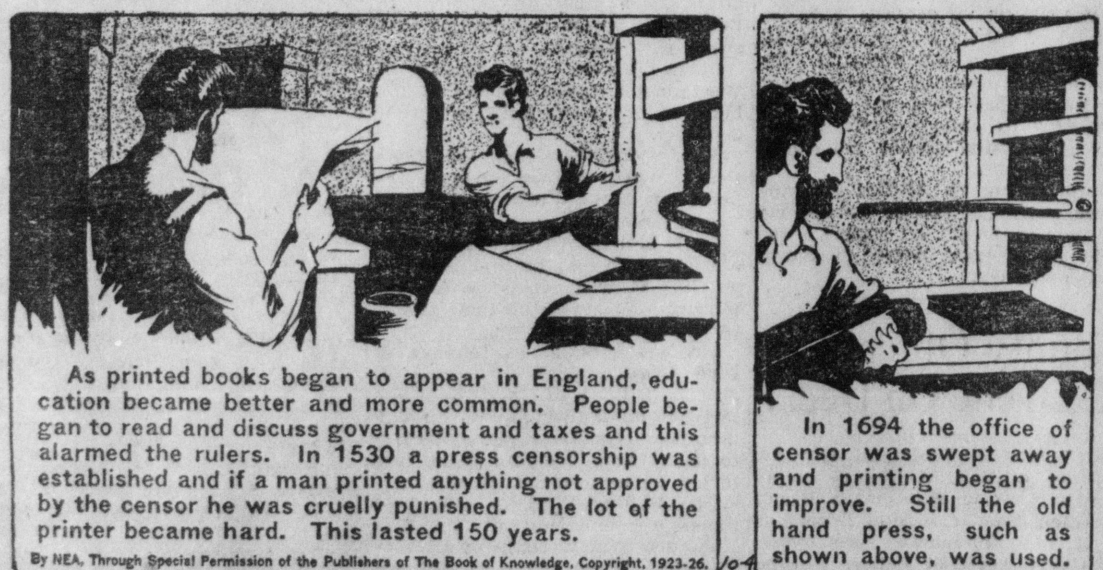 As printed books began to appear in England, edu-
cation became better and more common. People be-
gan to read and discuss government and taxes and this
alarmed the rulers. In 1530 a press censorship was
established and if a man printed anything not approved
by the censor he was cruelly punished. The lot of the
printer became hard. This lasted 150 years.
By NEA, Through Special Permission of the Publishers of The Book of Knowledge, Copyright, 1923-26.
104
In 1694 the office of
censor was swept away
and printing began to
improve. Still the old
hand press, such as
shown above, was used.